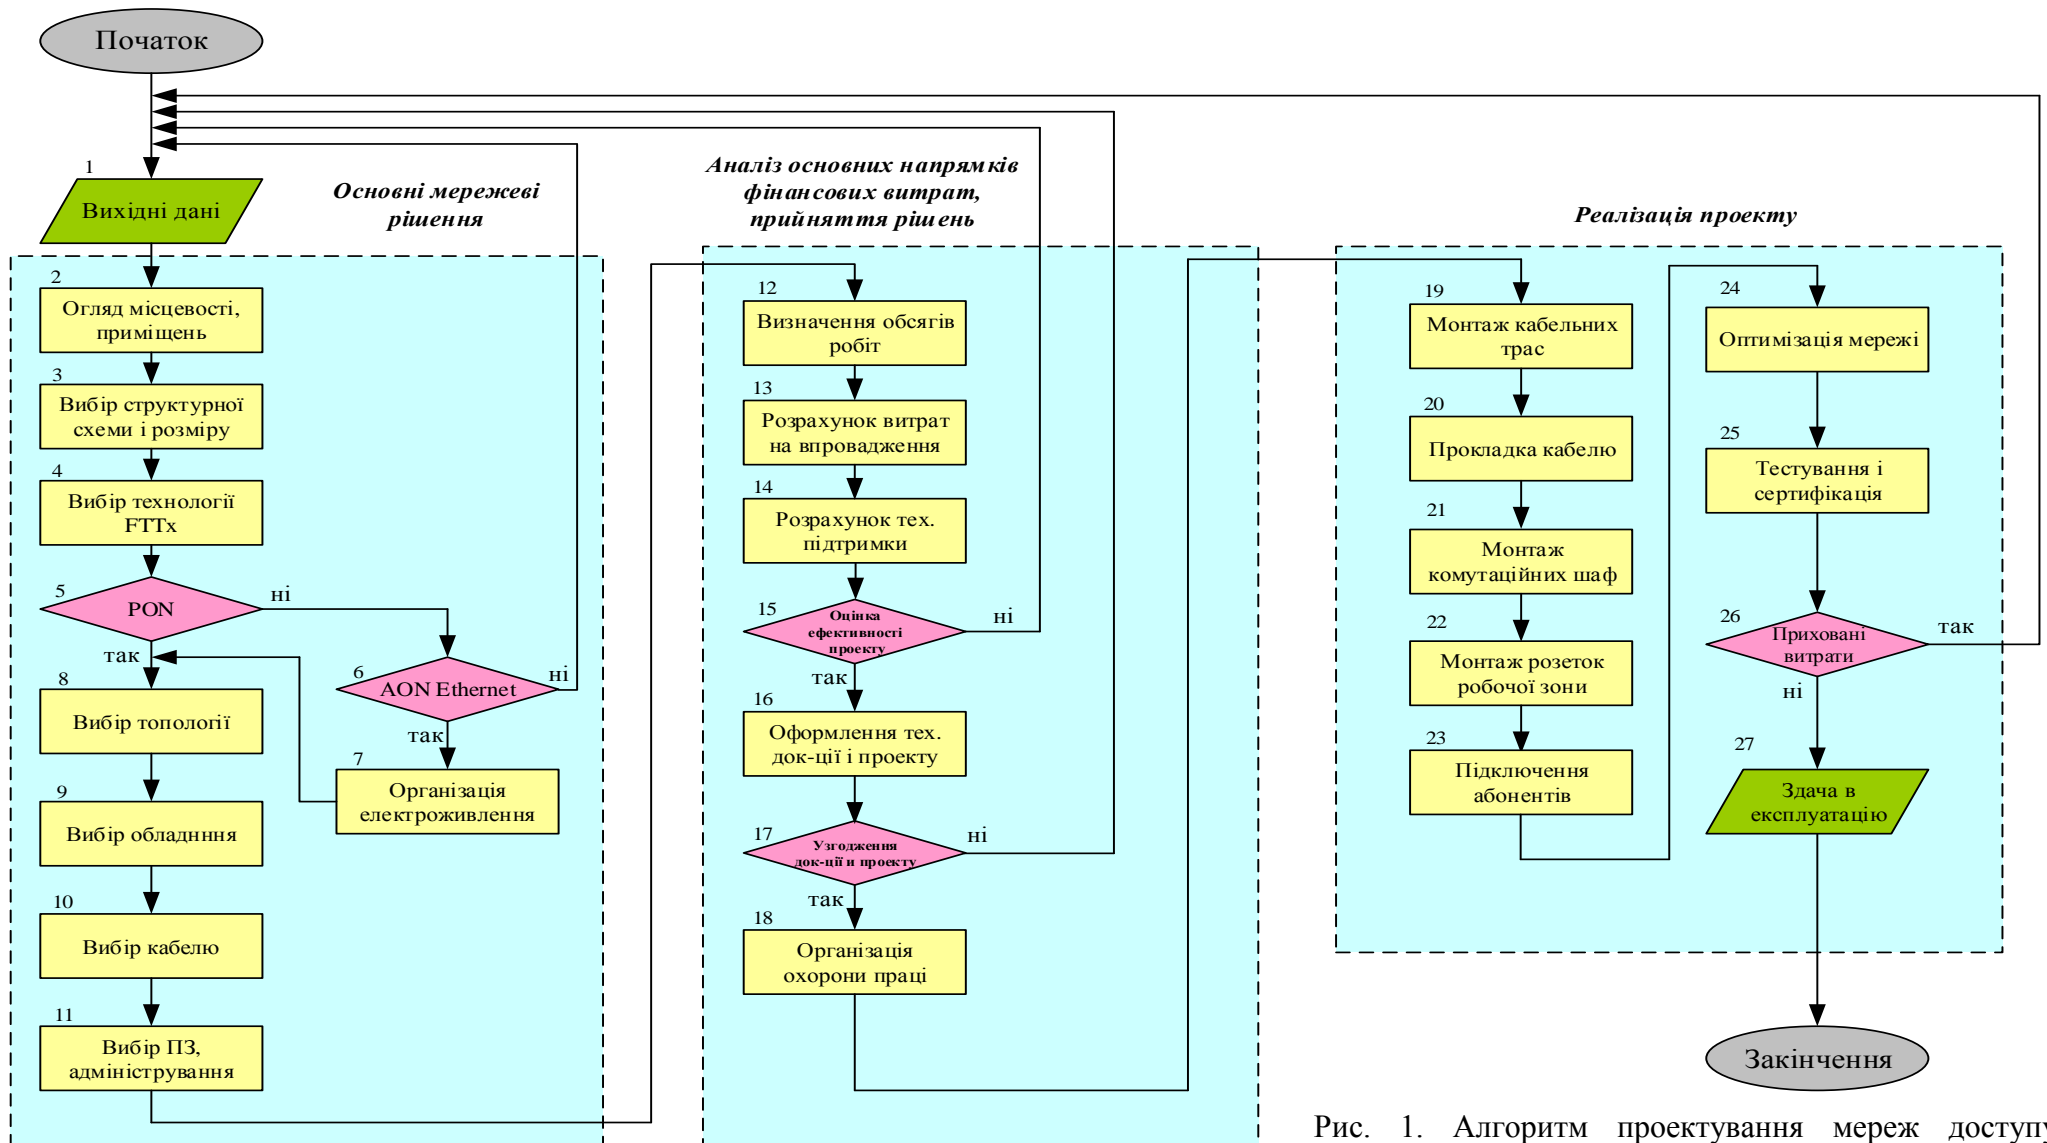 Початок
1
Вихідні дані
Основні мережеві
рішення
2
Огляд місцевості,
приміщень
3
Вибір структурної
схеми і розміру
4
Вибір технології
FTTx
5
PON
ні
так
6
AON Ethernet
ні
так
7
Організація
електроживлення
8
Вибір топології
9
Вибір обладнння
10
Вибір кабелю
11
Вибір ПЗ,
адміністрування
Аналіз основних напрямків
фінансових витрат,
прийняття рішень
12
Визначення обсягів
робіт
13
Розрахунок витрат
на впровадження
14
Розрахунок тех.
підтримки
15
Оцінка
ефективності
проекту
ні
так
16
Оформлення тех.
док-ції і проекту
17
Узгодження
док-ції и проекту
ні
так
18
Організація
охорони праці
Реалізація проекту
19
Монтаж кабельних
трас
20
Прокладка кабелю
21
Монтаж
комутаційних шаф
22
Монтаж розеток
робочої зони
23
Підключення
абонентів
24
Оптимізація мережі
25
Тестування і
сертифікація
26
Приховані
витрати
так
ні
27
Здача в
експлуатацію
Закінчення
Рис. 1. Алгоритм проектування мереж доступу